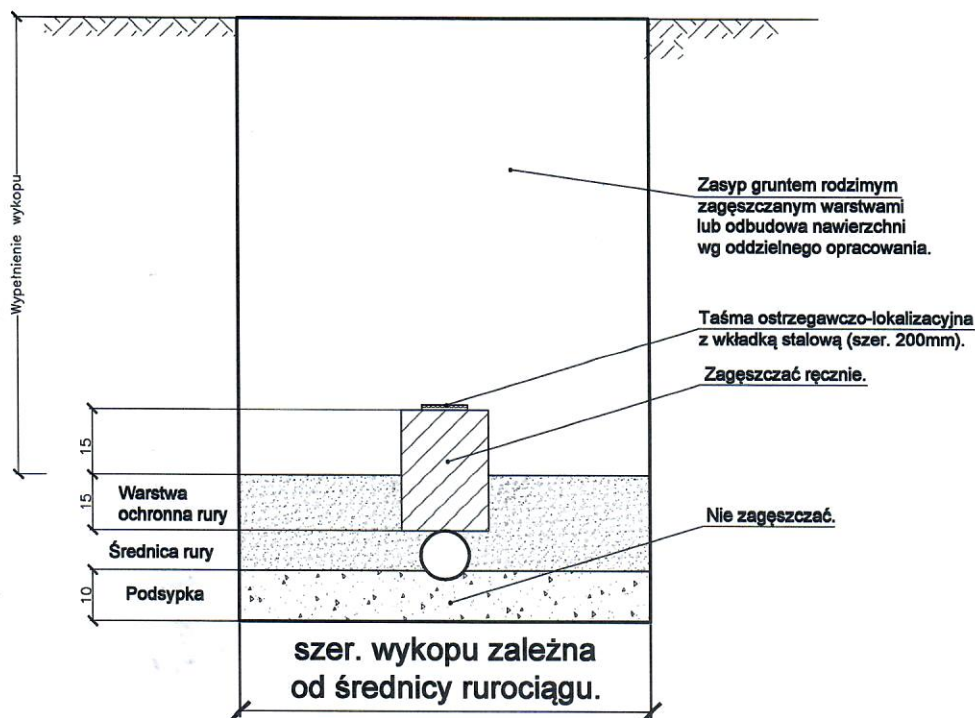 Wypełnienie wykopu
Zasyp gruntem rodzimym
zagęszczanym warstwami
lub odbudowa nawierzchni
wg oddzielnego opracowania.
Taśma ostrzegawczo-lokalizacyjna
z wkładką stalową (szer. 200mm).
Zagęszczać ręcznie.
15
15
Warstwa
ochronna rury
Nie zagęszczać.
Średnica rury
10
Podsypka
szer. wykopu zależna
od średnicy rurociągu.